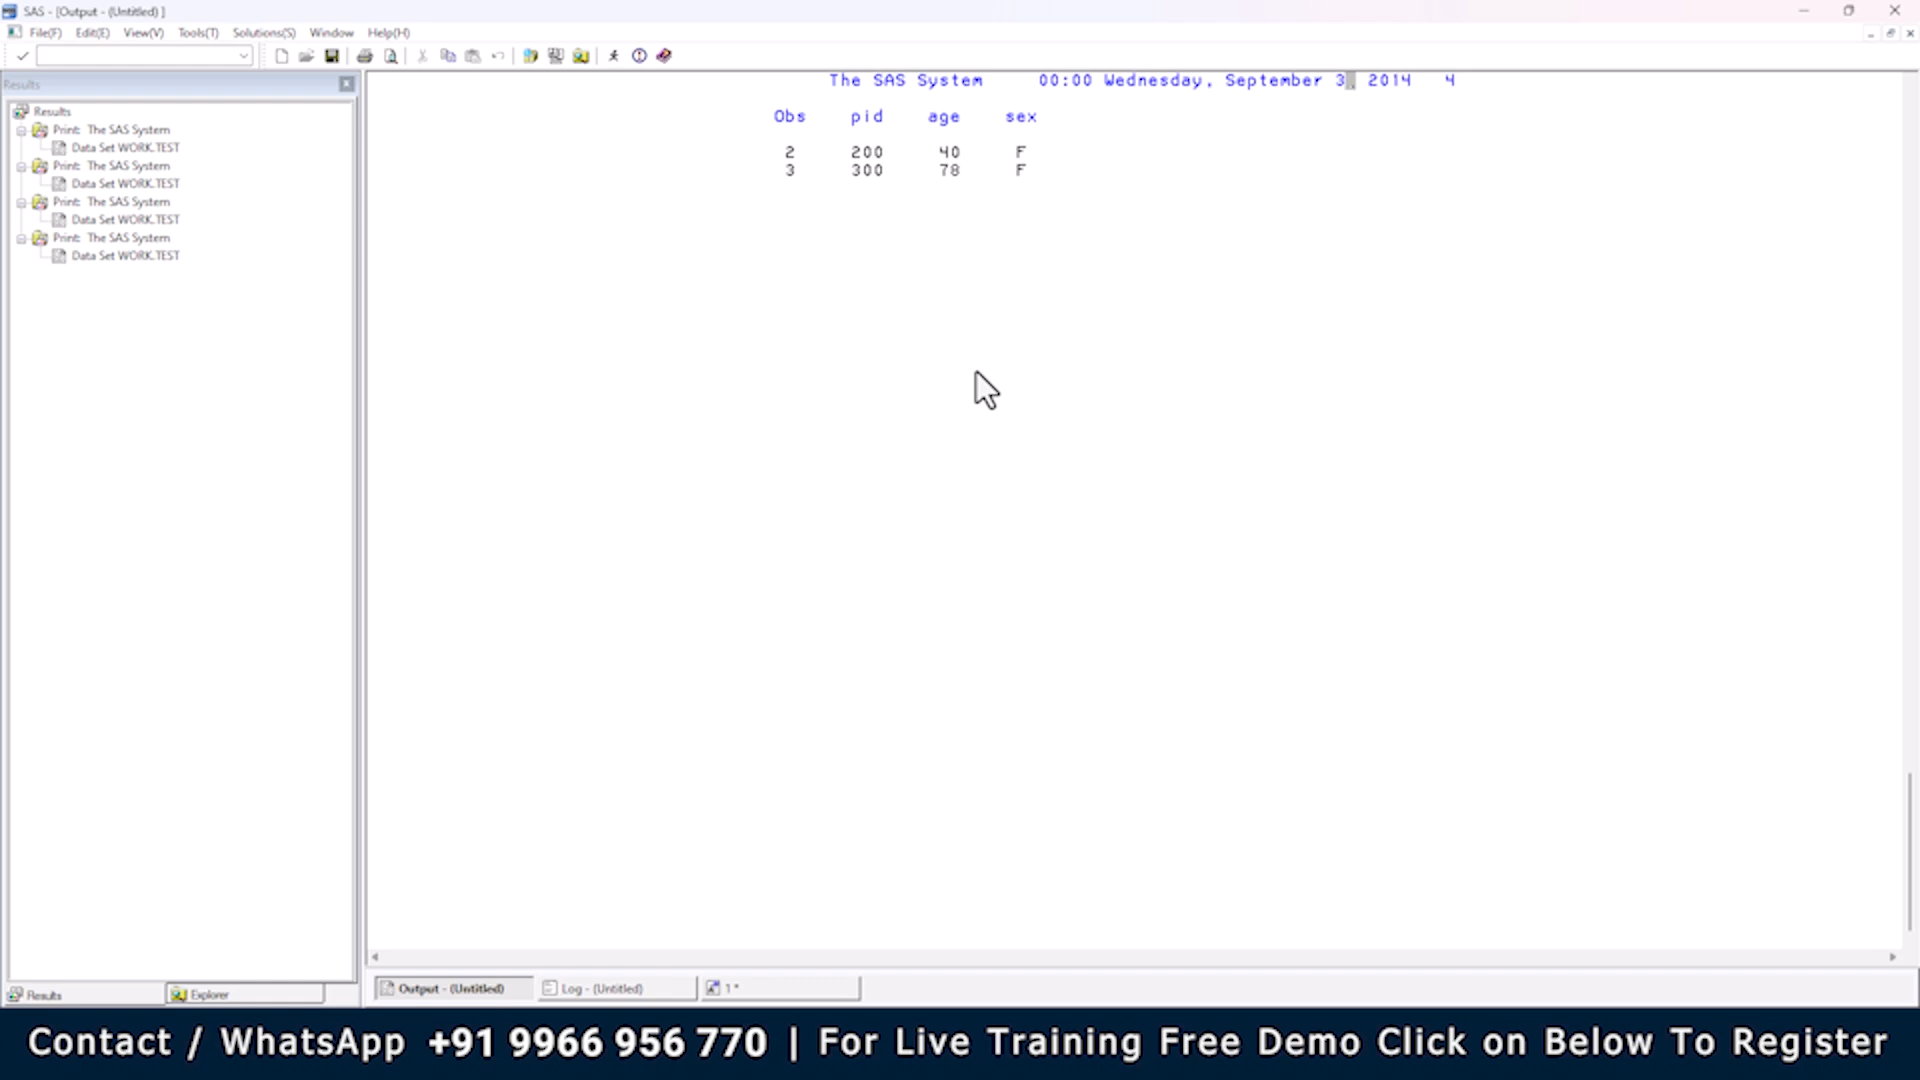 SAS - [Output - (Untitled) ]
File(F) Edit(E) View(V) Tools(T) Solutions(S) Window Help(H)
Results
Results
Print: The SAS System
Data Set WORK.TEST
Print: The SAS System
Data Set WORK.TEST
Print: The SAS System
Data Set WORK.TEST
Print: The SAS System
Data Set WORK.TEST
The SAS System 00:00 Wednesday, September 3, 2014 4
Obs pid age sex
2 200 40 F
3 300 78 F
Results Explorer
Output - (Untitled) Log - (Untitled) 1 *
Contact / WhatsApp +91 9966 956 770 | For Live Training Free Demo Click on Below To Register